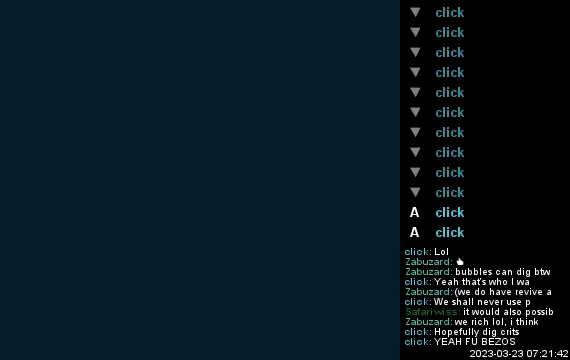 ▼ click
▼ click
▼ click
▼ click
▼ click
▼ click
▼ click
▼ click
▼ click
▼ click
A click
A click
click: Lol
Zabuzard:
Zabuzard: bubbles can dig btw
click: Yeah that's who I wa
Zabuzard: (we do have revive a
click: We shall never use p
Safariwiss: it would also possib
Zabuzard: we rich lol, i think
click: Hopefully dig crits
click: YEAH FU BEZOS
2023-03-23 07:21:42